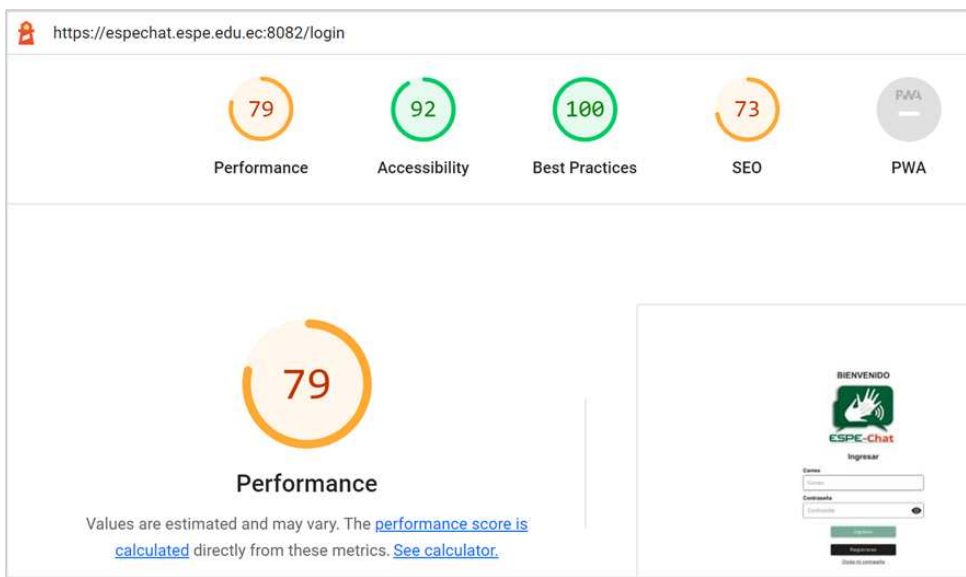 https://espechat.espe.edu.ec:8082/login
79
92
100
73
PWA
Performance
Accessibility
Best Practices
SEO
PWA
79
Performance
Values are estimated and may vary. The performance score is
calculated directly from these metrics. See calculator.
BIENVENIDO
ESPE-Chat
Ingresar
Correo
Correo
Contraseña
Contraseña
Ingresar
Registrarse